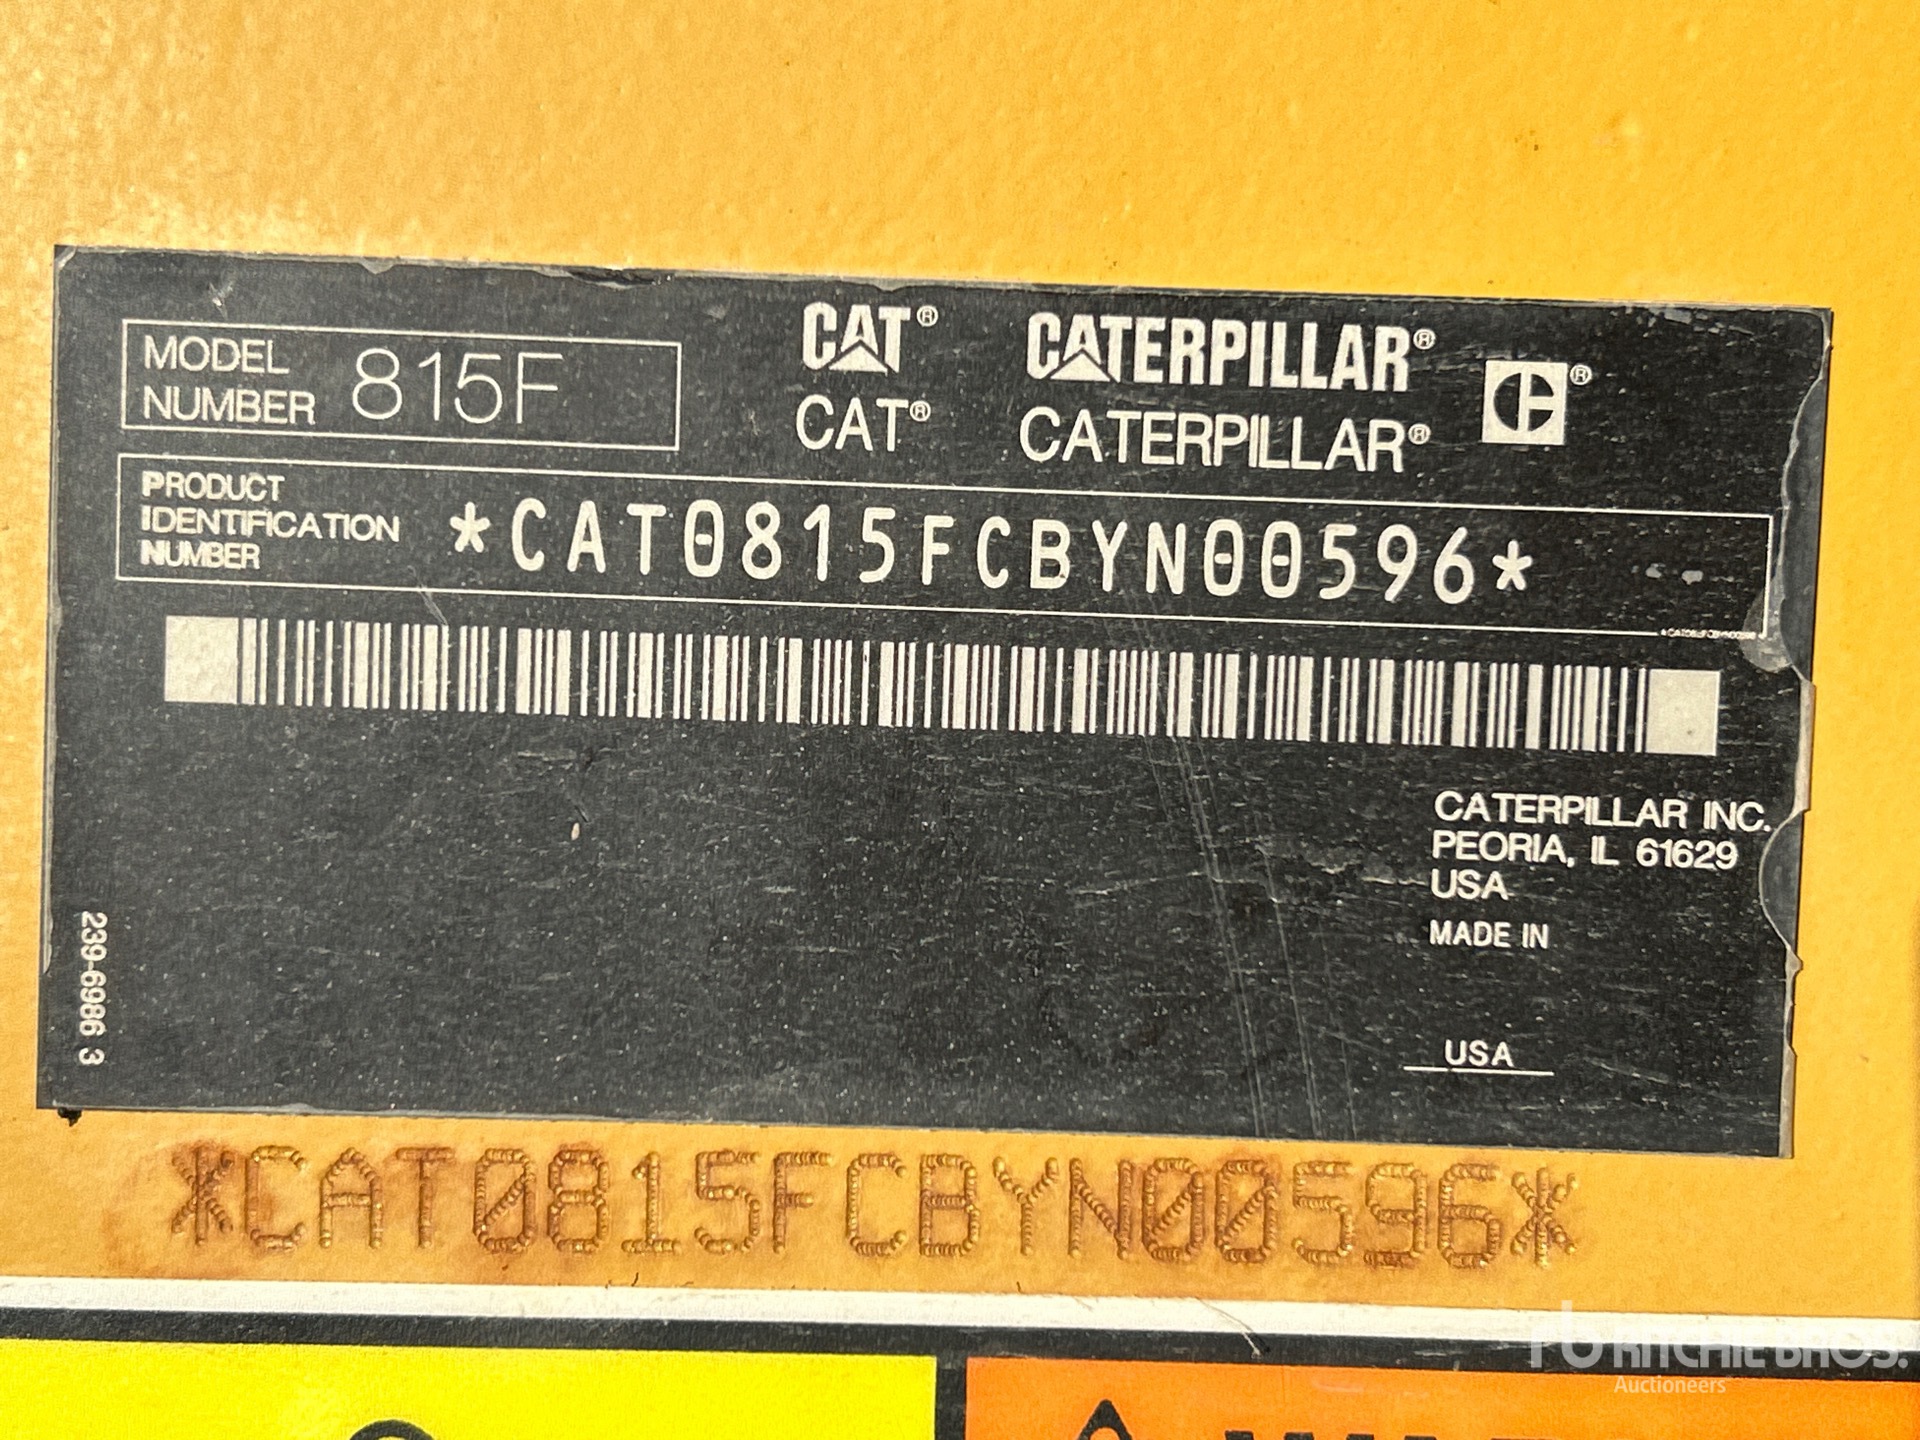 MODEL
NUMBER 815F
CAT® CATERPILLAR®
CAT® CATERPILLAR®
PRODUCT
IDENTIFICATION
NUMBER
*CAT0815FCBYN00596*
CATERPILLAR INC.
PEORIA, IL 61629
USA
MADE IN
USA
239-6986 3
*CAT0815FCBYN00596*
rb RITCHIE BROS.
Auctioneers